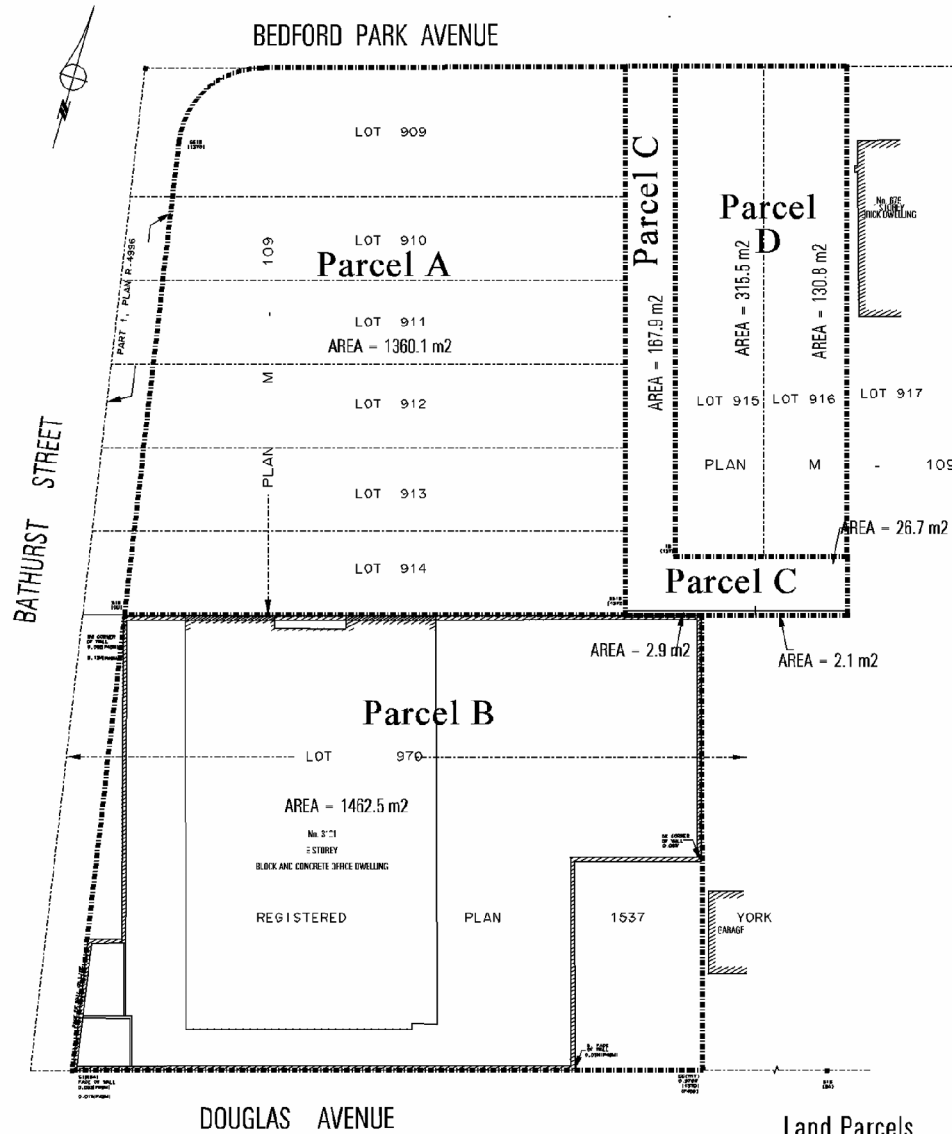 BEDFORD PARK AVENUE
LOT 909
Parcel C
Parcel
D
PART 1, PLAN R-4996
109
LOT 910
Parcel A
LOT 911
AREA = 1360.1 m2
M
-
PLAN
LOT 912
LOT 913
LOT 914
AREA = 167.9 m2
AREA = 315.5 m2
AREA = 130.8 m2
LOT 915
LOT 916
LOT 917
PLAN M - 109
AREA = 26.7 m2
Parcel C
BATHURST STREET
AREA - 2.9 m2
AREA = 2.1 m2
Parcel B
LOT 970
AREA = 1462.5 m2
STOREY
BLOCK AND CONCRETE OFFICE DWELLING
REGISTERED PLAN 1537 YORK
GARAGE
DOUGLAS AVENUE
Land Parcels